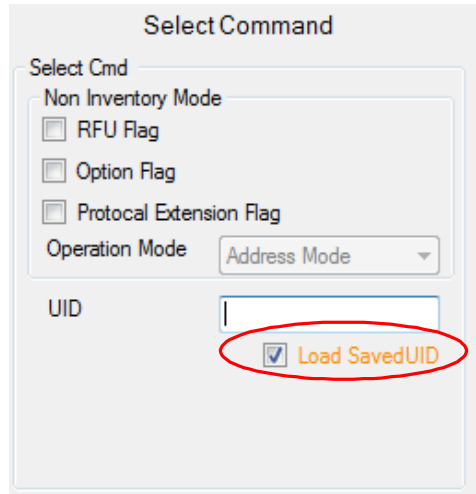 Select Command
Select Cmd
Non Inventory Mode
RFU Flag
Option Flag
Protocal Extension Flag
Operation Mode Address Mode
UID
Load SavedUID